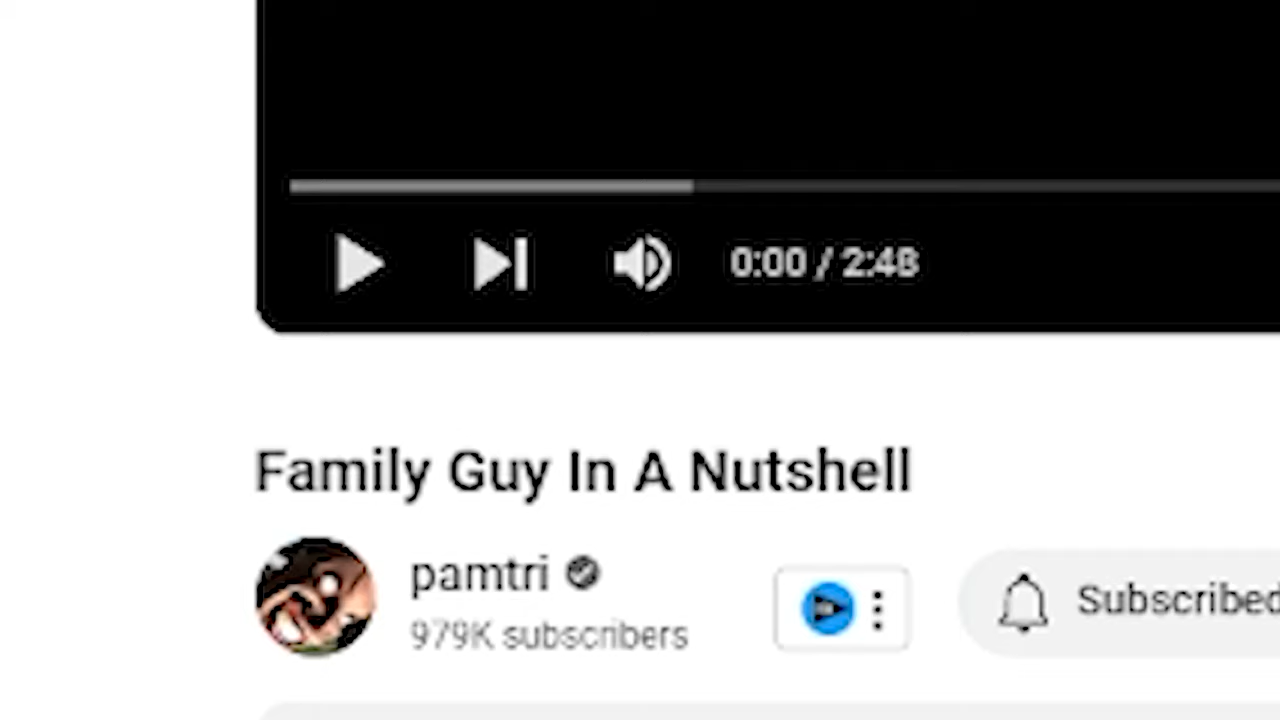 0:00 / 2:48
Family Guy In A Nutshell
pamtri
979K subscribers
Subscribed